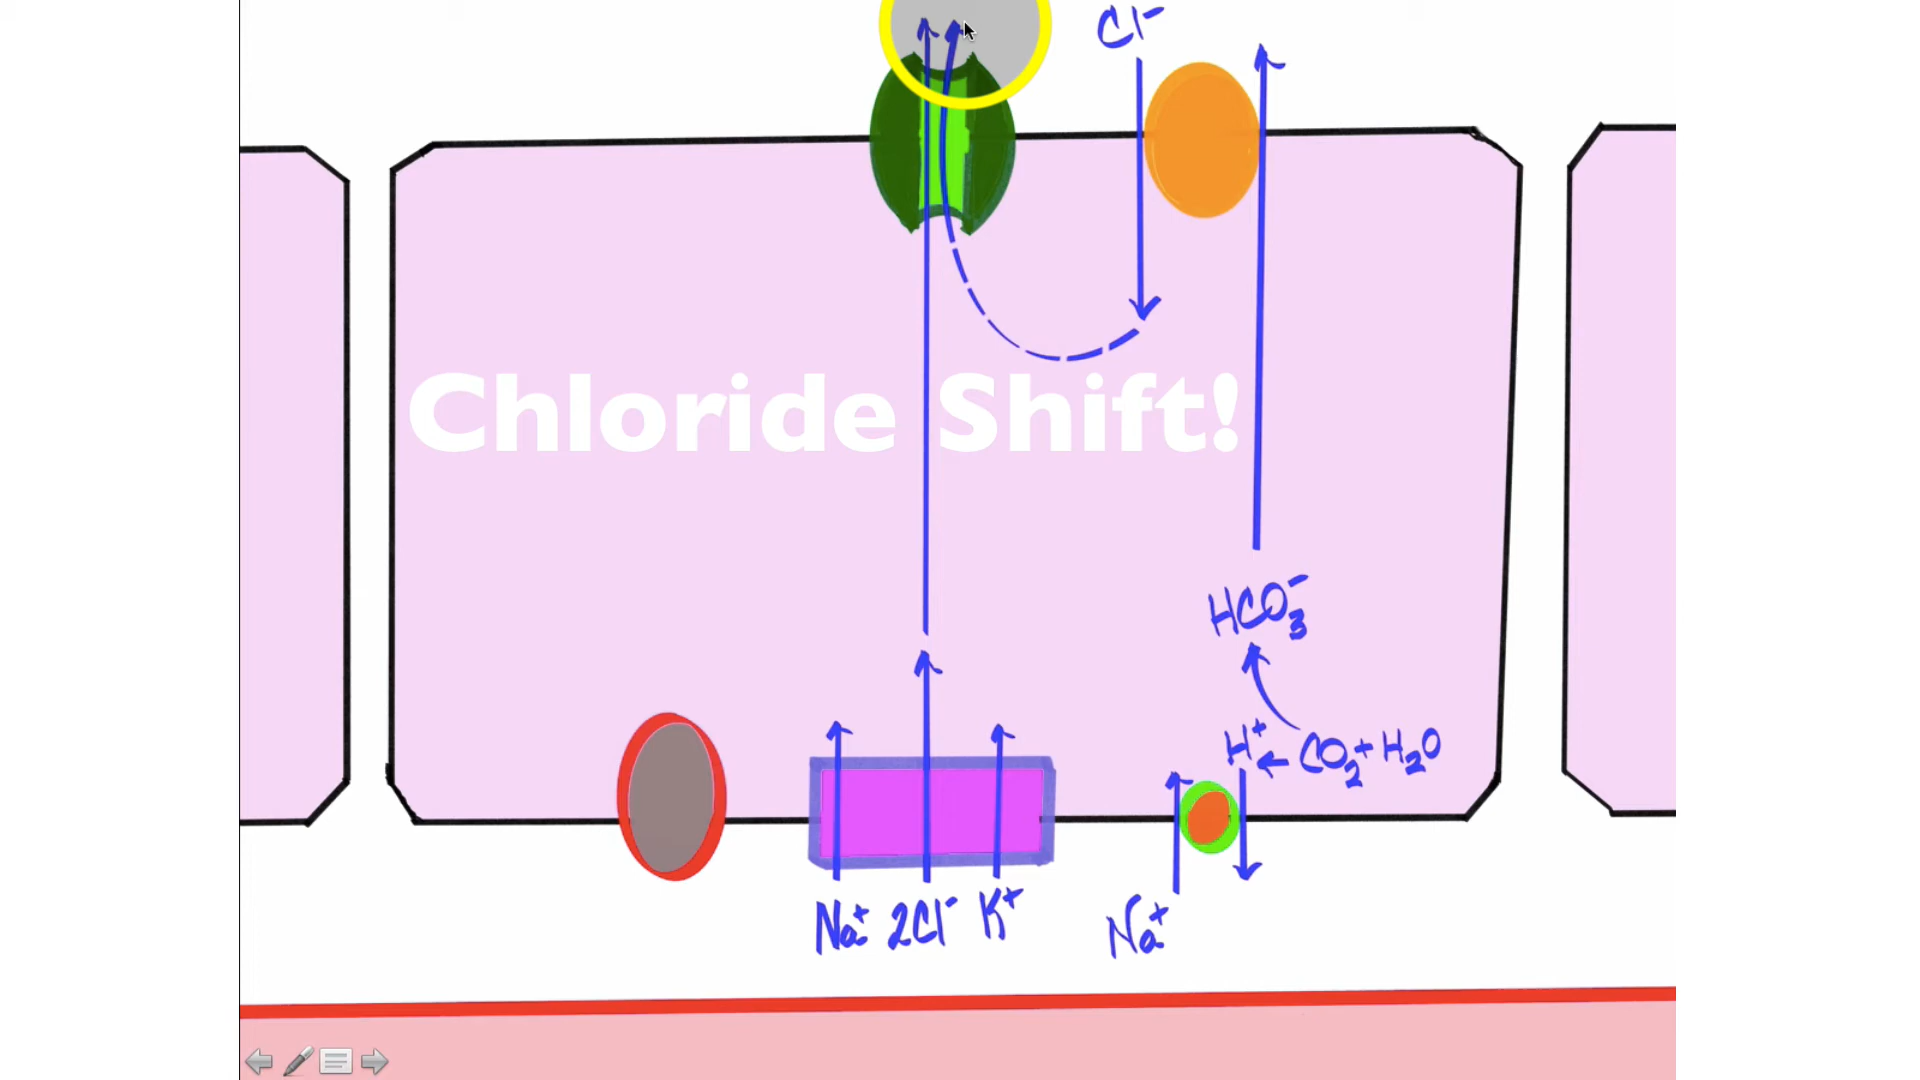 Cl⁻
Chloride Shift!
HCO₃⁻
H⁺ ← CO₂ + H₂O
Na⁺ 2Cl⁻ K⁺
Na⁺